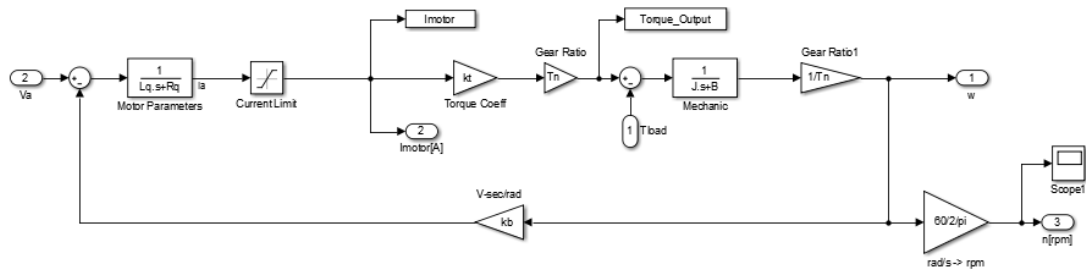 Imotor
Torque_Output
Gear Ratio
Gear Ratio1
2
Va
1
Lq.s+Rq
Motor Parameters
Ia
Current Limit
kt
Torque Coeff
Tn
1
J.s+B
Mechanic
1/Tn
1
w
2
Imotor[A]
1
Tload
Scope1
V-sec/rad
kb
60/2/pi
rad/s-> rpm
3
n[rpm]